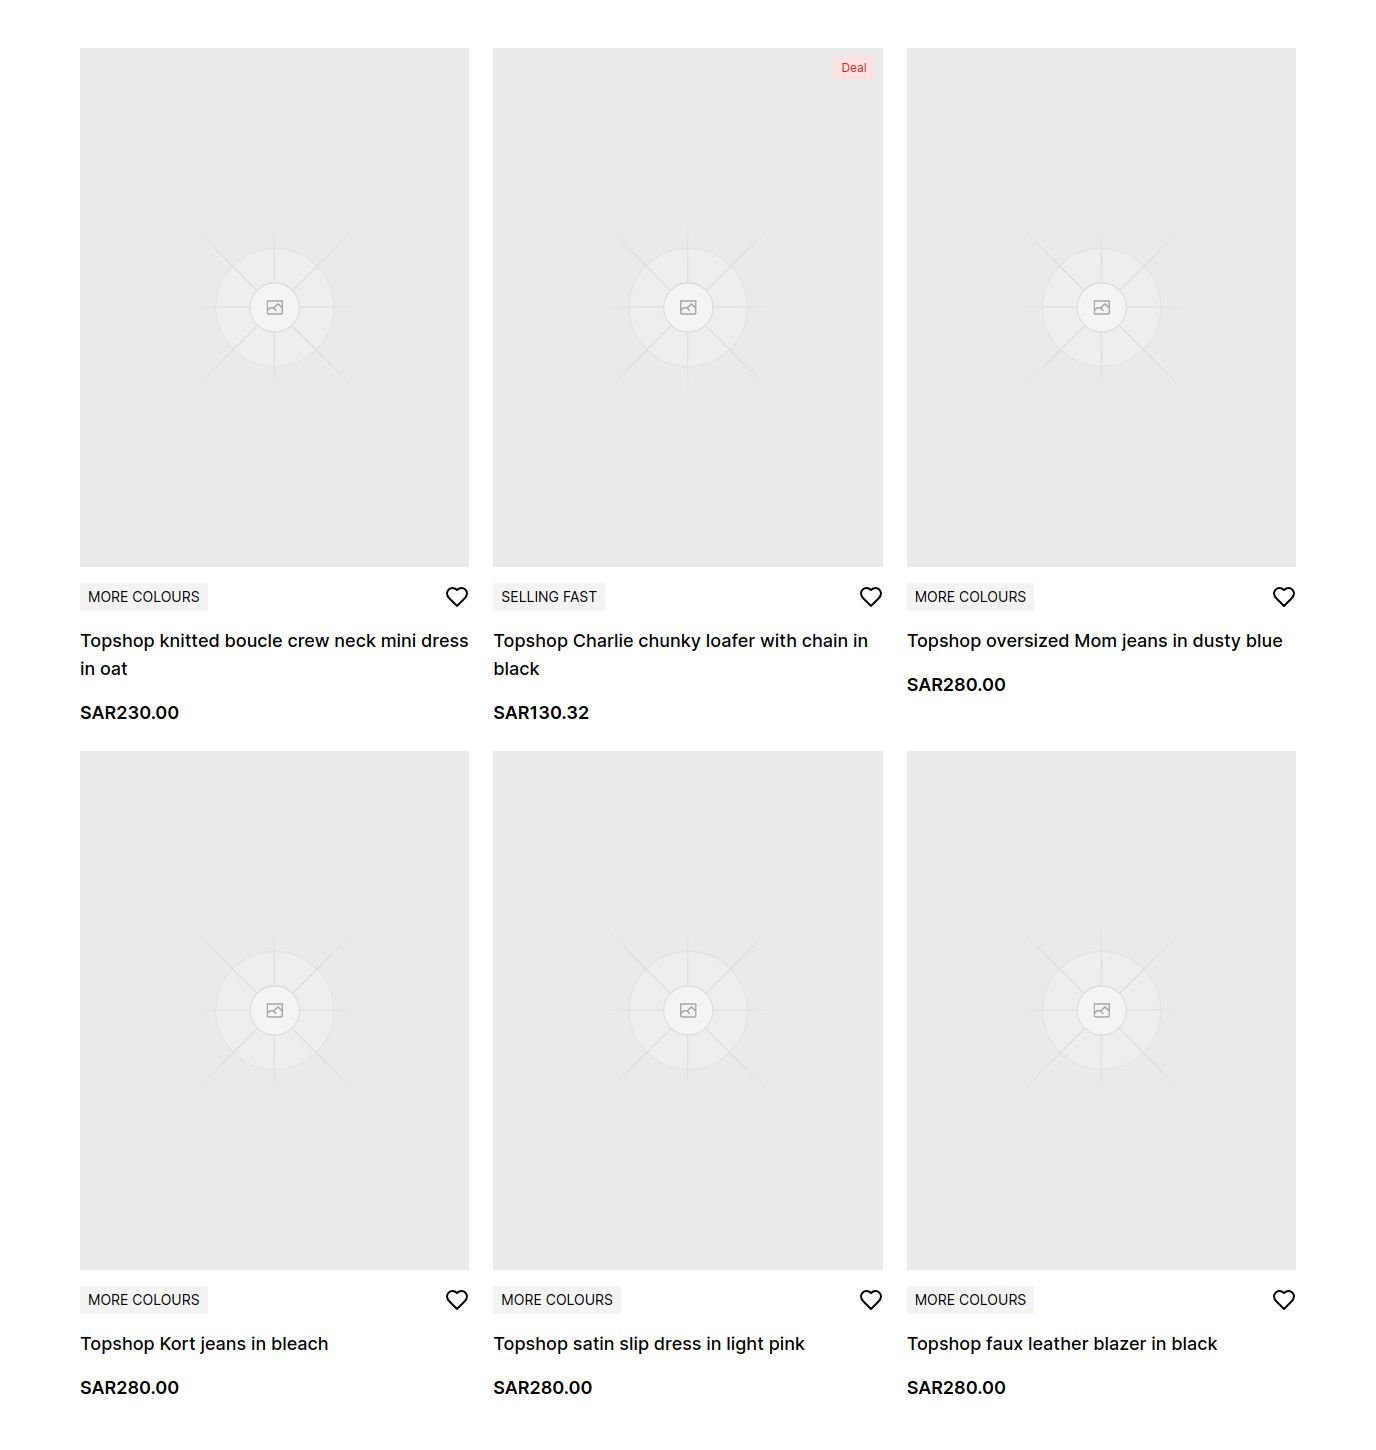 Deal
MORE COLOURS
Topshop knitted boucle crew neck mini dress
in oat
SAR230.00
SELLING FAST
Topshop Charlie chunky loafer with chain in
black
SAR130.32
MORE COLOURS
Topshop oversized Mom jeans in dusty blue
SAR280.00
MORE COLOURS
Topshop Kort jeans in bleach
SAR280.00
MORE COLOURS
Topshop satin slip dress in light pink
SAR280.00
MORE COLOURS
Topshop faux leather blazer in black
SAR280.00